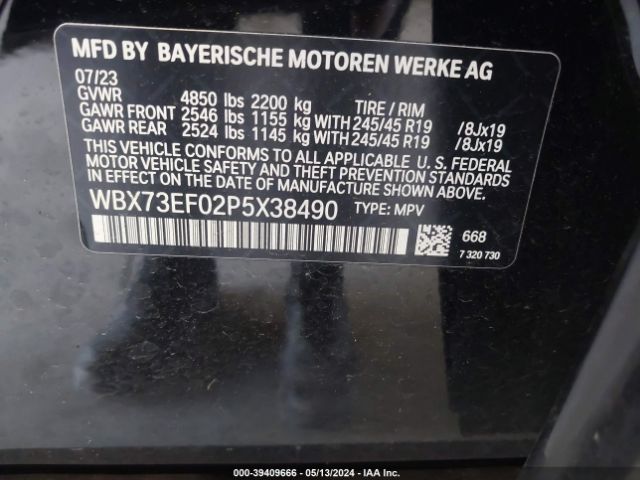 MFD BY BAYERISCHE MOTOREN WERKE AG
07/23
GVWR 4850 lbs 2200 kg TIRE / RIM
GAWR FRONT 2546 lbs 1155 kg WITH 245/45 R19 /8Jx19
GAWR REAR 2524 lbs 1145 kg WITH 245/45 R19 /8Jx19
THIS VEHICLE CONFORMS TO ALL APPLICABLE U. S. FEDERAL
MOTOR VEHICLE SAFETY AND THEFT PREVENTION STANDARDS
IN EFFECT ON THE DATE OF MANUFACTURE SHOWN ABOVE.
WBX73EF02P5X38490 TYPE: MPV
668
7 320 730
000-39409666 - 05/13/2024 - IAA Inc.